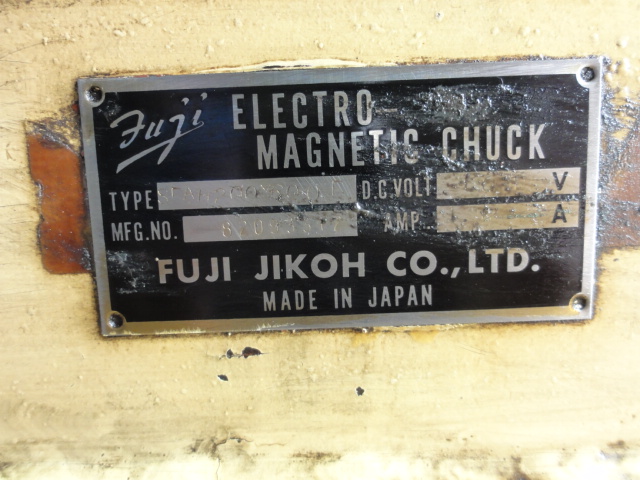 Fuji ELECTRO-
MAGNETIC CHUCK
TYPE D.C.VOLT V
MFG.NO. AMP A
FUJI JIKOH CO.,LTD.
MADE IN JAPAN